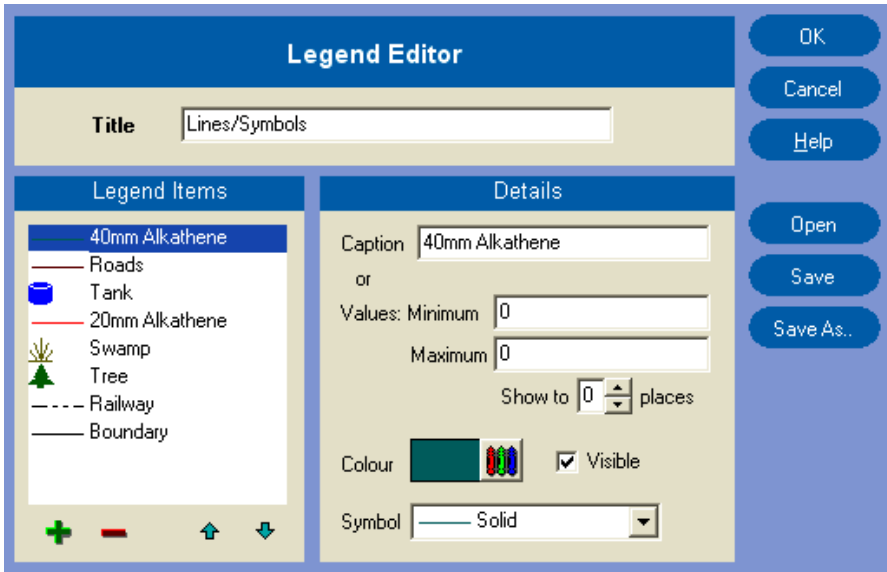 Legend Editor
Title Lines/Symbols
OK
Cancel
Help
Open
Save
Save As..
Legend Items
40mm Alkathene
Roads
Tank
20mm Alkathene
Swamp
Tree
Railway
Boundary
Details
Caption 40mm Alkathene
or
Values: Minimum 0
Maximum 0
Show to 0 places
Colour Visible
Symbol Solid